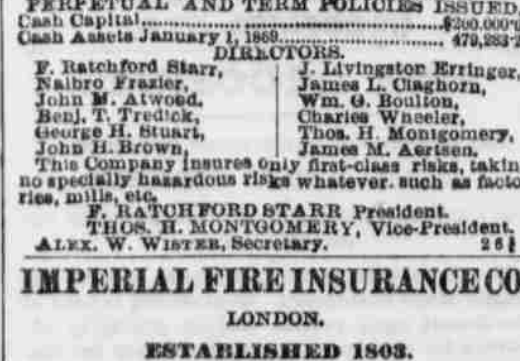 PERPETUAL AND TERM POLICIES ISSUED.
Cash Capital............$200,000
Cash Assets January 1, 1869............ 479,283
DIRECTORS.
F. Ratchford Starr,
Nalbro Frazier,
John M. Atwood,
Benj. T. Tredick,
George H. Stuart,
John H. Brown,
J. Livingston Erringer,
James L. Claghorn,
Wm. G. Boulton,
Charles Wheeler,
Thos. H. Montgomery,
James M. Aertsen.
This Company insures only first-class risks, takin
no specially hazardous risks whatever, such as facto
ries, mills, etc.
F. RATCHFORD STARR President.
THOS. H. MONTGOMERY, Vice-President.
ALEX. W. WISTER, Secretary. 2 6
IMPERIAL FIRE INSURANCE CO
LONDON.
ESTABLISHED 1803.